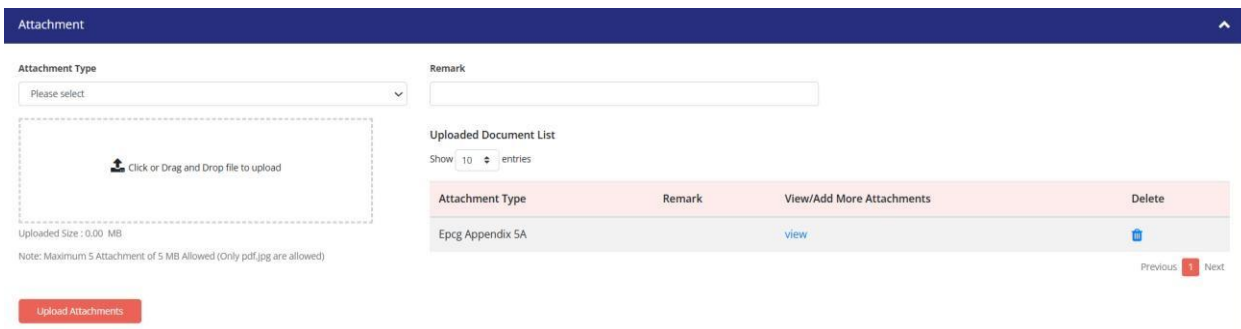 Attachment
Attachment Type
Please select
Click or Drag and Drop file to upload
Uploaded Size : 0.00 MB
Note: Maximum 5 Attachment of 5 MB Allowed (Only pdf,jpg are allowed)
Upload Attachments
Remark
Uploaded Document List
Show 10 entries
Attachment Type Remark View/Add More Attachments Delete
Epcg Appendix 5A view
Previous 1 Next